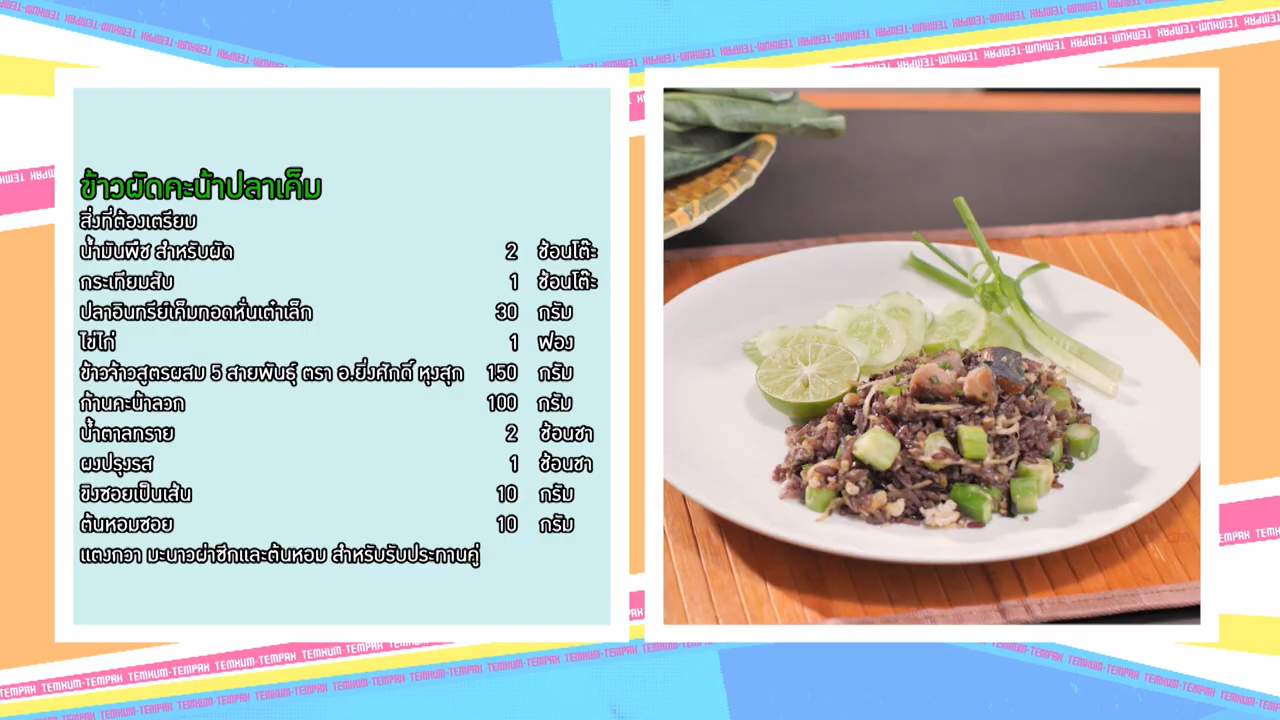 ข้าวผัดคะน้าปลาเค็ม
สิ่งที่ต้องเตรียม
น้ำมันพืช สำหรับผัด 2 ช้อนโต๊ะ
กระเทียมสับ 1 ช้อนโต๊ะ
ปลาอินทรีย์เค็มทอดหั่นเต๋าเล็ก 30 กรัม
ไข่ไก่ 1 ฟอง
ข้าวจ้าวสูตรผสม 5 สายพันธุ์ ตรา อ.ยิ่งศักดิ์ หุงสุก 150 กรัม
ก้านคะน้าลวก 100 กรัม
น้ำตาลทราย 2 ช้อนชา
ผงปรุงรส 1 ช้อนชา
ขิงซอยเป็นเส้น 10 กรัม
ต้นหอมซอย 10 กรัม
แตงกวา มะนาวผ่าซีกและต้นหอม สำหรับรับประทานคู่
TEMPAK TEMHUM-TEMPAK TEMHUM-TEMPAK TEMHUM-TEMPAK TEMHUM-TEMPAK